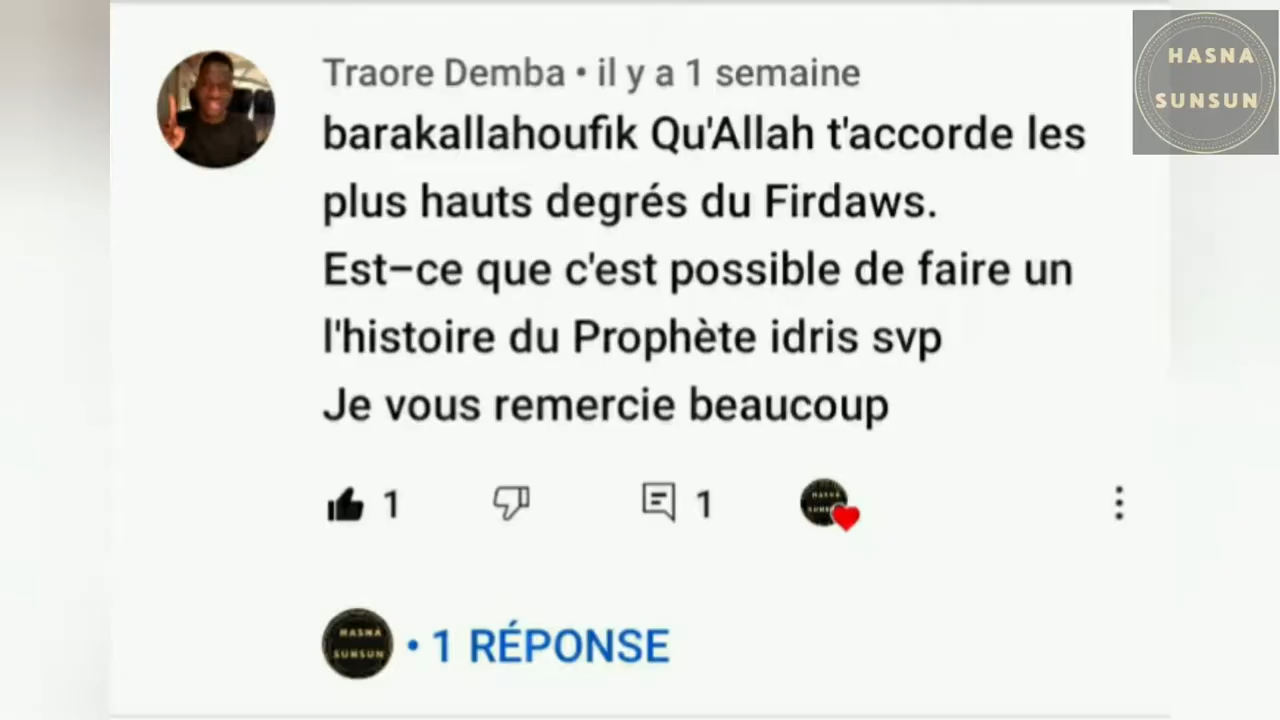 HASNA
SUNSUN
Traore Demba • il y a 1 semaine
barakallahoufik Qu'Allah t'accorde les
plus hauts degrés du Firdaws.
Est-ce que c'est possible de faire un
l'histoire du Prophète idris svp
Je vous remercie beaucoup
1
1
HASNA
SUNSUN
• 1 RÉPONSE